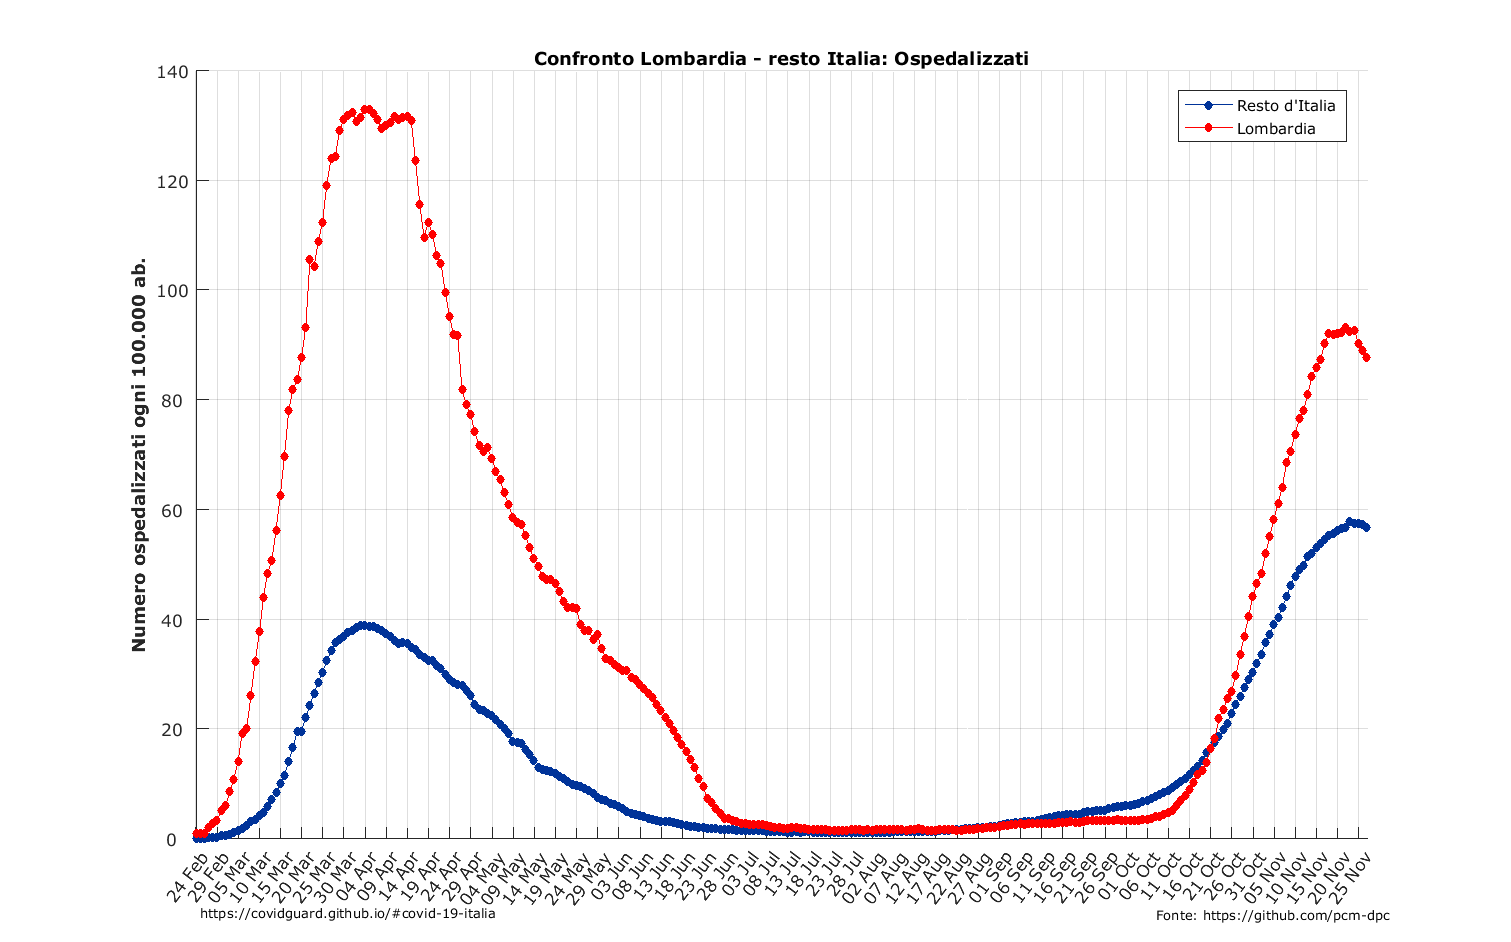 Confronto Lombardia - resto Italia: Ospedalizzati
Numero ospedalizzati ogni 100.000 ab.
140
120
100
80
60
40
20
0
Resto d'Italia
Lombardia
24 Feb
29 Feb
05 Mar
10 Mar
15 Mar
20 Mar
25 Mar
30 Mar
04 Apr
09 Apr
14 Apr
19 Apr
24 Apr
29 Apr
04 May
09 May
14 May
19 May
24 May
29 May
03 Jun
08 Jun
13 Jun
18 Jun
23 Jun
28 Jun
03 Jul
08 Jul
13 Jul
18 Jul
23 Jul
28 Jul
02 Aug
07 Aug
12 Aug
17 Aug
22 Aug
27 Aug
01 Sep
06 Sep
11 Sep
16 Sep
21 Sep
26 Sep
01 Oct
06 Oct
11 Oct
16 Oct
21 Oct
26 Oct
31 Oct
05 Nov
10 Nov
15 Nov
20 Nov
25 Nov
https://covidguard.github.io/#covid-19-italia
Fonte: https://github.com/pcm-dpc